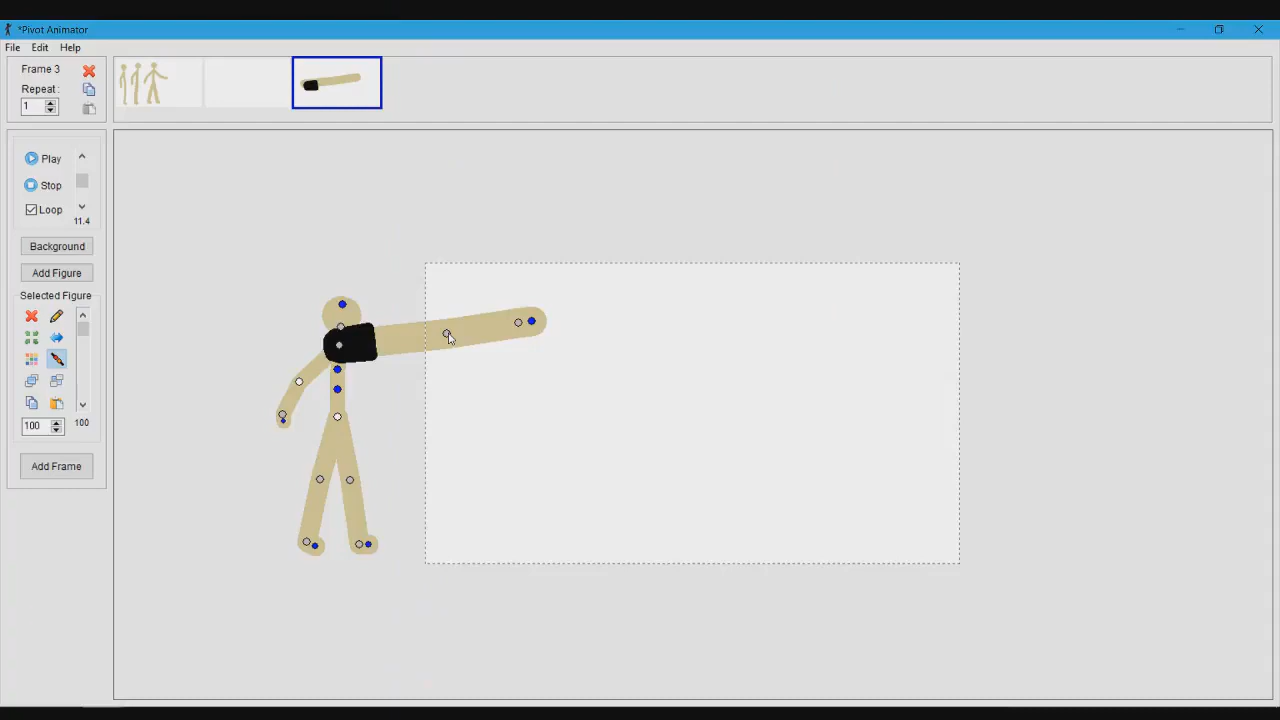 *Pivot Animator
File Edit Help
Frame 3
Repeat :
1
Play
Stop
Loop
11.4
Background
Add Figure
Selected Figure
100 100
Add Frame